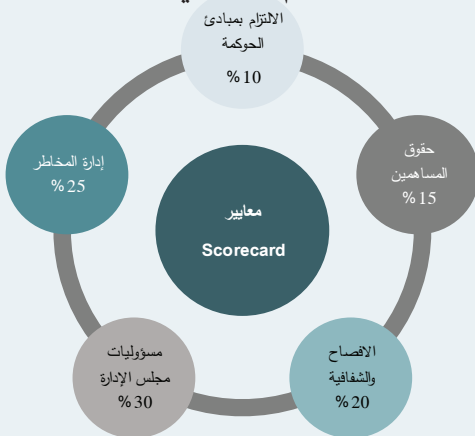 الالتزام بمبادئ
الحوكمة
%10
حقوق
المساهمين
%15
إدارة المخاطر
%25
معايير
Scorecard
مسؤوليات
مجلس الإدارة
%30
الافصاح
والشفافية
%20